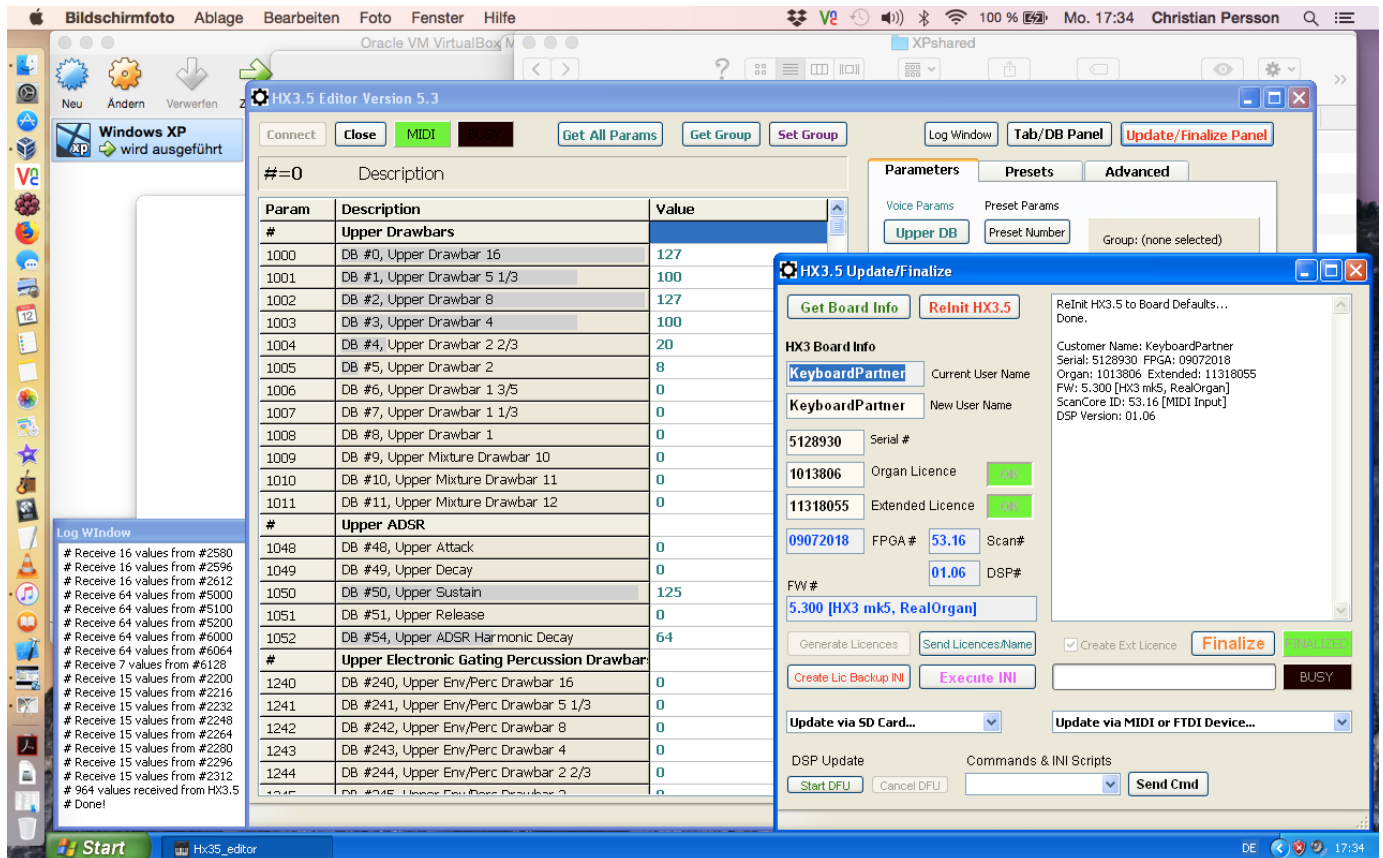 Bildschirmfoto Ablage Bearbeiten Foto Fenster Hilfe 100 % Mo. 17:34 Christian Persson
Oracle VM VirtualBox
XPshared
Neu Ändern Verwerfen
Windows XP
wird ausgeführt
HX3.5 Editor Version 5.3
Connect Close MIDI BUSY Get All Params Get Group Set Group Log Window Tab/DB Panel Update/Finalize Panel
#=0 Description
Parameters Presets Advanced
Voice Params Preset Params
Upper DB Preset Number Group: (none selected)
Param Description Value
# Upper Drawbars
1000 DB #0, Upper Drawbar 16 127
1001 DB #1, Upper Drawbar 5 1/3 100
1002 DB #2, Upper Drawbar 8 127
1003 DB #3, Upper Drawbar 4 100
1004 DB #4, Upper Drawbar 2 2/3 20
1005 DB #5, Upper Drawbar 2 8
1006 DB #6, Upper Drawbar 1 3/5 0
1007 DB #7, Upper Drawbar 1 1/3 0
1008 DB #8, Upper Drawbar 1 0
1009 DB #9, Upper Mixture Drawbar 10 0
1010 DB #10, Upper Mixture Drawbar 11 0
1011 DB #11, Upper Mixture Drawbar 12 0
# Upper ADSR
1048 DB #48, Upper Attack 0
1049 DB #49, Upper Decay 0
1050 DB #50, Upper Sustain 125
1051 DB #51, Upper Release 0
1052 DB #54, Upper ADSR Harmonic Decay 64
# Upper Electronic Gating Percussion Drawbar
1240 DB #240, Upper Env/Perc Drawbar 16 0
1241 DB #241, Upper Env/Perc Drawbar 5 1/3 0
1242 DB #242, Upper Env/Perc Drawbar 8 0
1243 DB #243, Upper Env/Perc Drawbar 4 0
1244 DB #244, Upper Env/Perc Drawbar 2 2/3 0
1245 DB #245, Upper Env/Perc Drawbar 2 0
HX3.5 Update/Finalize
Get Board Info ReInit HX3.5
HX3 Board Info
KeyboardPartner Current User Name
KeyboardPartner New User Name
5128930 Serial #
1013806 Organ Licence OK
11318055 Extended Licence OK
09072018 FPGA# 53.16 Scan#
01.06 DSP#
FW#
5.300 [HX3 mk5, RealOrgan]
Generate Licences Send Licences/Name Create Ext Licence Finalize FINALIZED
Create Lic Backup INI Execute INI BUSY
Update via SD Card... Update via MIDI or FTDI Device...
DSP Update Commands & INI Scripts
Start DFU Cancel DFU Send Cmd
ReInit HX3.5 to Board Defaults...
Done.
Customer Name: KeyboardPartner
Serial: 5128930 FPGA: 09072018
Organ: 1013806 Extended: 11318055
FW: 5.300 [HX3 mk5, RealOrgan]
ScanCore ID: 53.16 [MIDI Input]
DSP Version: 01.06
Log WIndow
# Receive 16 values from #2580
# Receive 16 values from #2596
# Receive 16 values from #2612
# Receive 64 values from #5000
# Receive 64 values from #5100
# Receive 64 values from #5200
# Receive 64 values from #6000
# Receive 64 values from #6064
# Receive 7 values from #6128
# Receive 15 values from #2200
# Receive 15 values from #2216
# Receive 15 values from #2232
# Receive 15 values from #2248
# Receive 15 values from #2264
# Receive 15 values from #2280
# Receive 15 values from #2296
# Receive 15 values from #2312
# 964 values received from HX3.5
# Done!
Start Hx35_editor DE 17:34